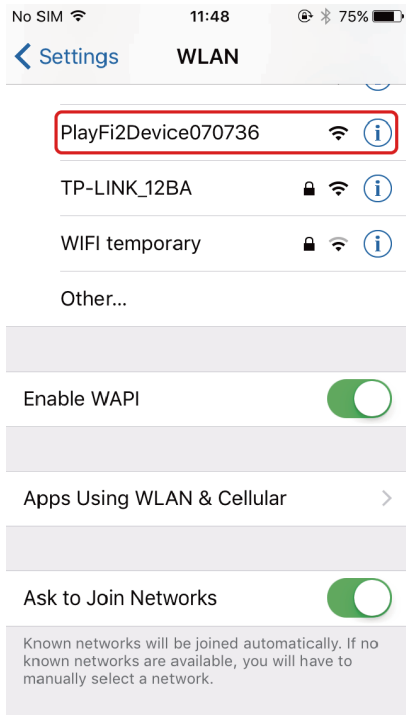 No SIM 11:48 75%
Settings WLAN
PlayFi2Device070736
TP-LINK_12BA
WIFI temporary
Other...
Enable WAPI
Apps Using WLAN & Cellular
Ask to Join Networks
Known networks will be joined automatically. If no
known networks are available, you will have to
manually select a network.